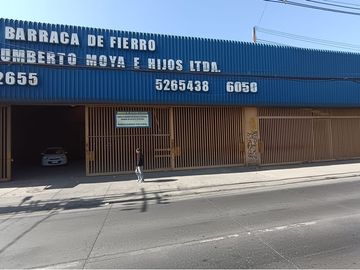 BARRACA DE FIERRO
UMBERTO MOYA E HIJOS LTDA.
2655 5265438 6050